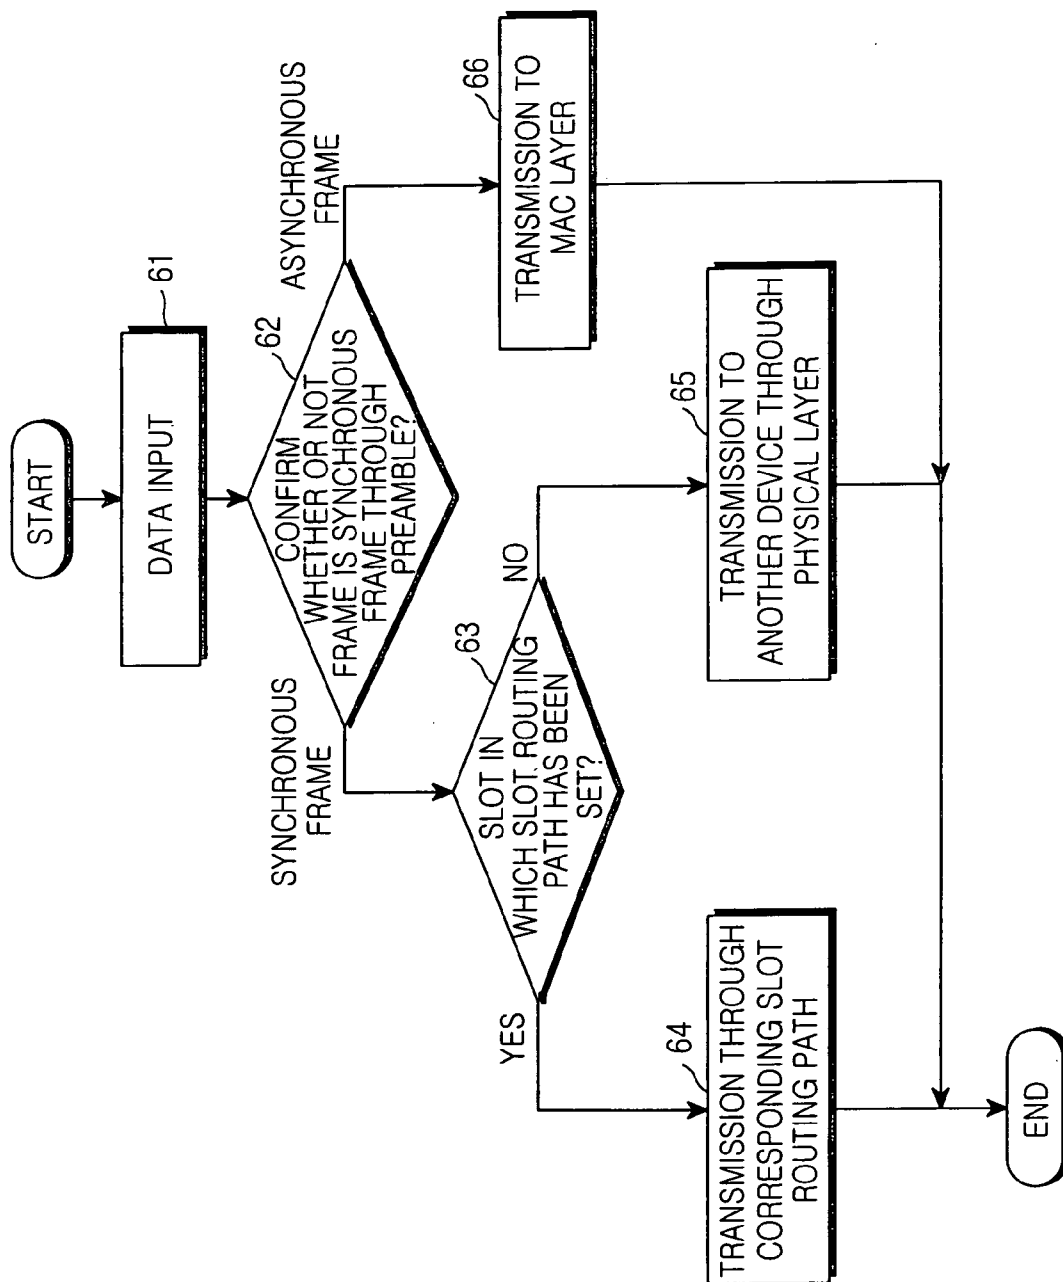 START
DATA INPUT
61
CONFIRM
WHETHER OR NOT
FRAME IS SYNCHRONOUS
FRAME THROUGH
PREAMBLE?
62
SYNCHRONOUS
FRAME
ASYNCHRONOUS
FRAME
SLOT IN
WHICH SLOT ROUTING
PATH HAS BEEN
SET?
63
YES
NO
TRANSMISSION THROUGH
CORRESPONDING SLOT
ROUTING PATH
64
TRANSMISSION TO
ANOTHER DEVICE THROUGH
PHYSICAL LAYER
65
TRANSMISSION TO
MAC LAYER
66
END